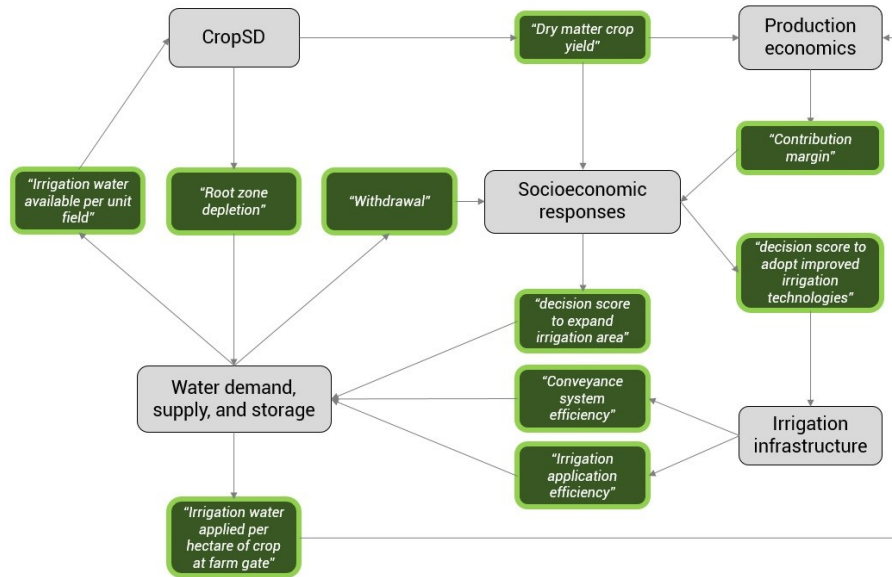 CropSD
“Dry matter crop
yield”
Production
economics
“Irrigation water
available per unit
field”
“Root zone
depletion”
“Withdrawal”
Socioeconomic
responses
“Contribution
margin”
“decision score to
adopt improved
irrigation
technologies”
“decision score
to expand
irrigation area”
Water demand,
supply, and storage
“Conveyance
system
efficiency”
Irrigation
infrastructure
“Irrigation
application
efficiency”
“Irrigation water
applied per
hectare of crop
at farm gate”